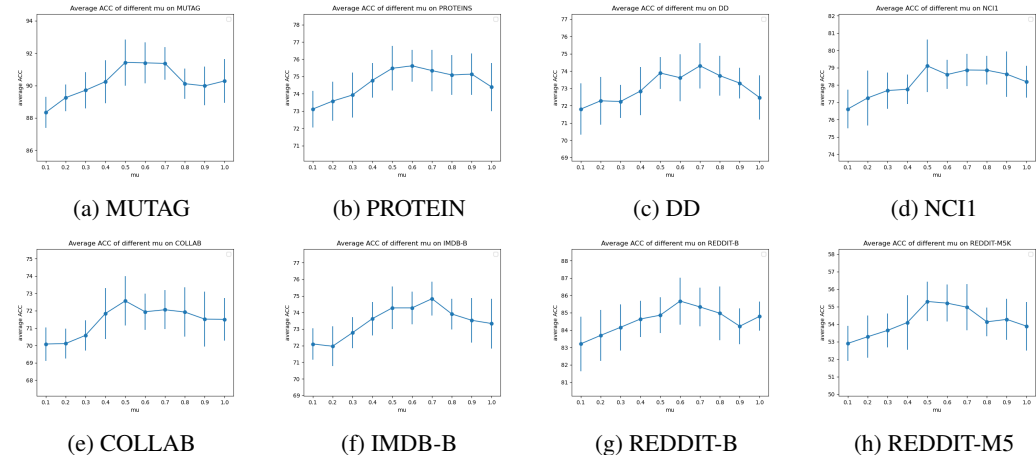 Average ACC of different mu on MUTAG
average ACC
94
92
90
88
86
0.1 0.2 0.3 0.4 0.5 0.6 0.7 0.8 0.9 1.0
mu
(a) MUTAG
Average ACC of different mu on PROTEINS
average ACC
78
77
76
75
74
73
72
71
0.1 0.2 0.3 0.4 0.5 0.6 0.7 0.8 0.9 1.0
mu
(b) PROTEIN
Average ACC of different mu on DD
average ACC
77
76
75
74
73
72
71
70
69
0.1 0.2 0.3 0.4 0.5 0.6 0.7 0.8 0.9 1.0
mu
(c) DD
Average ACC of different mu on NCI1
average ACC
81
80
79
78
77
76
75
74
0.1 0.2 0.3 0.4 0.5 0.6 0.7 0.8 0.9 1.0
mu
(d) NCI1
Average ACC of different mu on COLLAB
average ACC
75
74
73
72
71
70
69
68
0.1 0.2 0.3 0.4 0.5 0.6 0.7 0.8 0.9 1.0
mu
(e) COLLAB
Average ACC of different mu on IMDB-B
average ACC
76
75
74
73
72
71
70
69
0.1 0.2 0.3 0.4 0.5 0.6 0.7 0.8 0.9 1.0
mu
(f) IMDB-B
Average ACC of different mu on REDDIT-B
average ACC
88
87
86
85
84
83
82
81
0.1 0.2 0.3 0.4 0.5 0.6 0.7 0.8 0.9 1.0
mu
(g) REDDIT-B
Average ACC of different mu on REDDIT-M5K
average ACC
58
57
56
55
54
53
52
51
50
0.1 0.2 0.3 0.4 0.5 0.6 0.7 0.8 0.9 1.0
mu
(h) REDDIT-M5